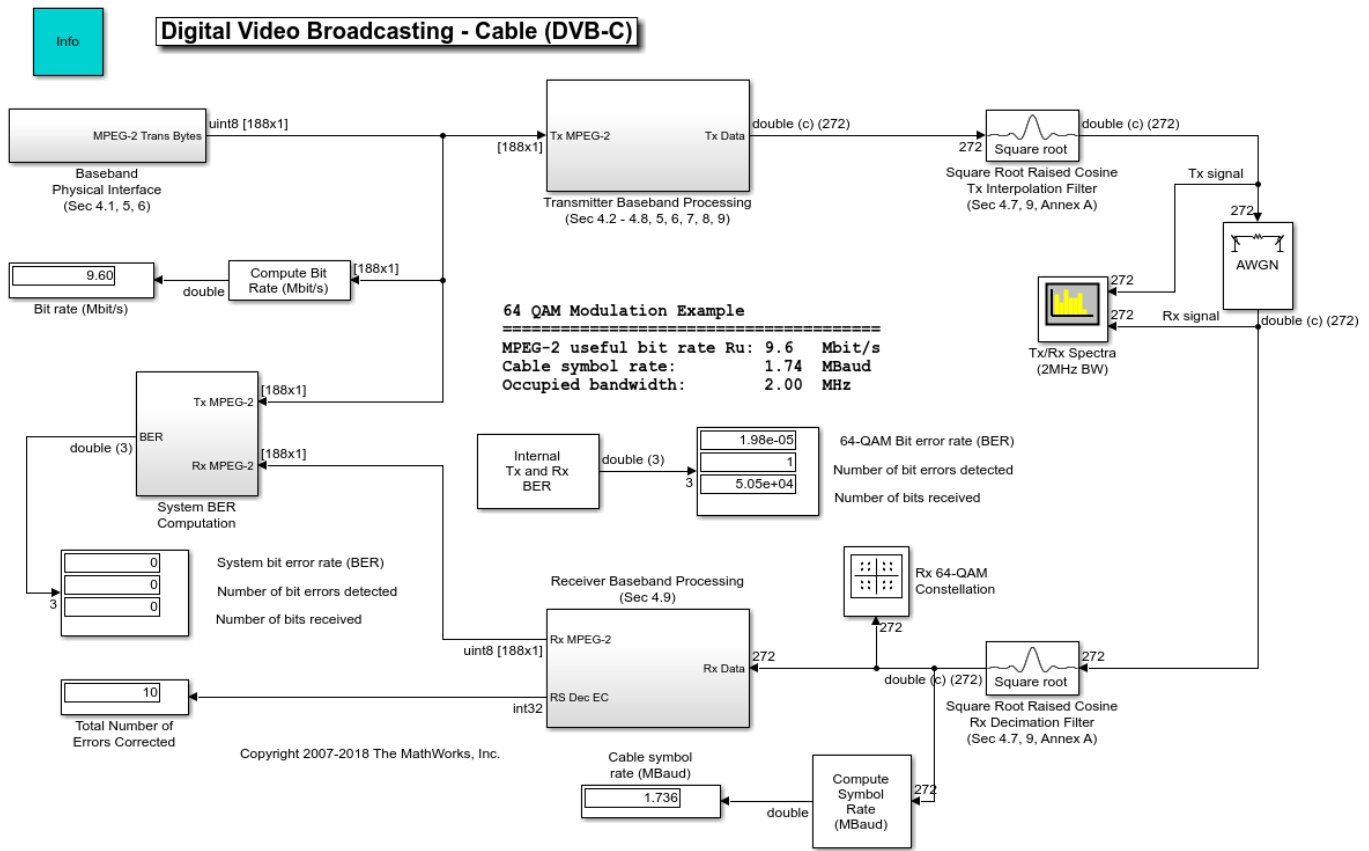 Info
Digital Video Broadcasting - Cable (DVB-C)
MPEG-2 Trans Bytes
uint8 [188x1]
Baseband
Physical Interface
(Sec 4.1, 5, 6)
[188x1]
Tx MPEG-2
Tx Data
double (c) (272)
Transmitter Baseband Processing
(Sec 4.2 - 4.8, 5, 6, 7, 8, 9)
272
Square root
double (c) (272)
Square Root Raised Cosine
Tx Interpolation Filter
(Sec 4.7, 9, Annex A)
Tx signal
272
AWGN
9.60
Bit rate (Mbit/s)
double
Compute Bit
Rate (Mbit/s)
[188x1]
272
272
Rx signal
double (c) (272)
Tx/Rx Spectra
(2MHz BW)
64 QAM Modulation Example
=======================================
MPEG-2 useful bit rate Ru: 9.6 Mbit/s
Cable symbol rate: 1.74 MBaud
Occupied bandwidth: 2.00 MHz
Tx MPEG-2
[188x1]
double (3)
BER
Rx MPEG-2
[188x1]
System BER
Computation
Internal
Tx and Rx
BER
double (3)
3
1.98e-05
64-QAM Bit error rate (BER)
1
Number of bit errors detected
5.05e+04
Number of bits received
3
0
System bit error rate (BER)
0
Number of bit errors detected
0
Number of bits received
Receiver Baseband Processing
(Sec 4.9)
Rx MPEG-2
uint8 [188x1]
Rx Data
272
RS Dec EC
int32
Rx 64-QAM
Constellation
272
double (c) (272)
Square root
272
Square Root Raised Cosine
Rx Decimation Filter
(Sec 4.7, 9, Annex A)
10
Total Number of
Errors Corrected
Copyright 2007-2018 The MathWorks, Inc.
Cable symbol
rate (MBaud)
1.736
double
Compute
Symbol
Rate
(MBaud)
272